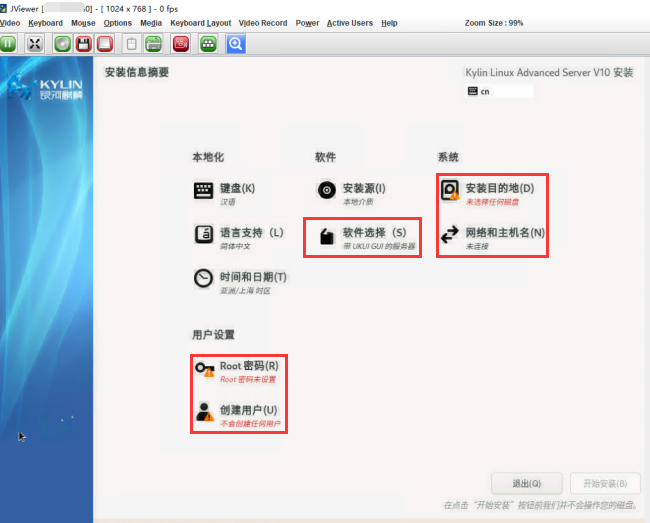 JViewer [ 0] - [ 1024 x 768 ] - 0 fps
Video Keyboard Mouse Options Media Keyboard Layout Video Record Power Active Users Help Zoom Size : 99%
KYLIN
银河麒麟
安装信息摘要
Kylin Linux Advanced Server V10 安装
cn
本地化 软件 系统
键盘(K) 安装源(I) 安装目的地(D)
汉语 本地介质 未选择任何磁盘
语言支持（L） 软件选择（S） 网络和主机名(N)
简体中文 带 UKUI GUI 的服务器 未连接
时间和日期(T)
亚洲/上海 时区
用户设置
Root 密码(R)
Root 密码未设置
创建用户(U)
不会创建任何用户
退出(Q) 开始安装(B)
在点击“开始安装”按钮前我们并不会操作您的磁盘。